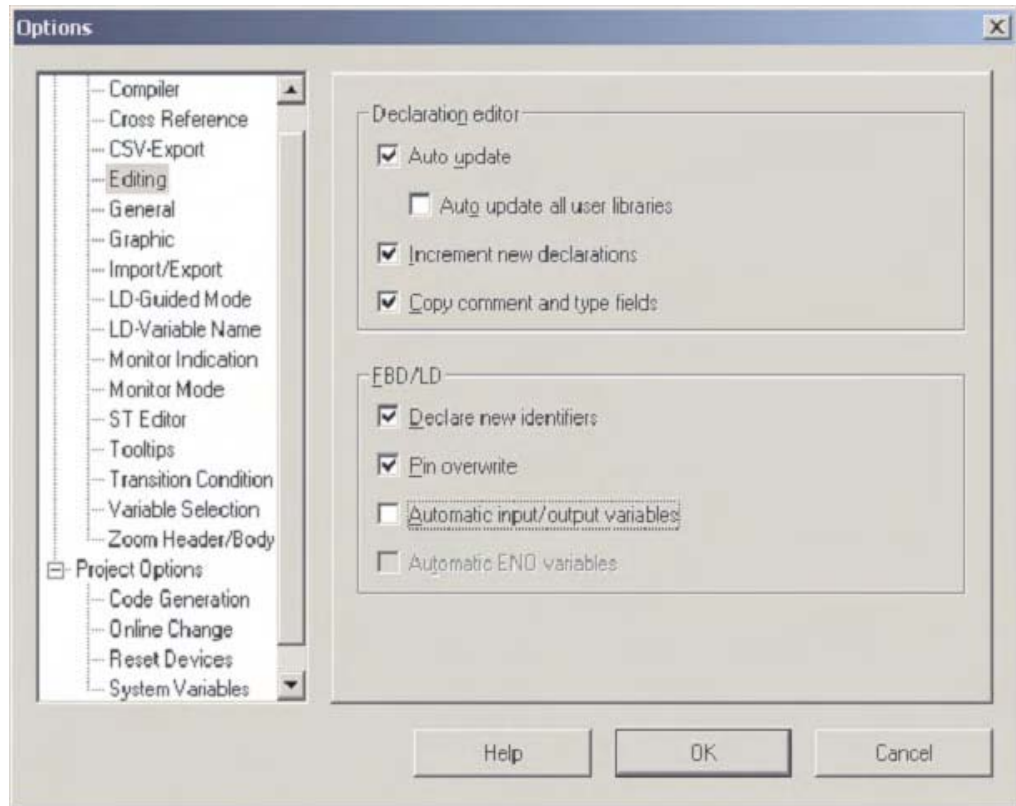 Options
Compiler
Cross Reference
CSV-Export
Editing
General
Graphic
Import/Export
LD-Guided Mode
LD-Variable Name
Monitor Indication
Monitor Mode
ST Editor
Tooltips
Transition Condition
Variable Selection
Zoom Header/Body
Project Options
Code Generation
Online Change
Reset Devices
System Variables
Declaration editor
Auto update
Auto update all user libraries
Increment new declarations
Copy comment and type fields
FBD/LD
Declare new identifiers
Pin overwrite
Automatic input/output variables
Automatic ENO variables
Help
OK
Cancel